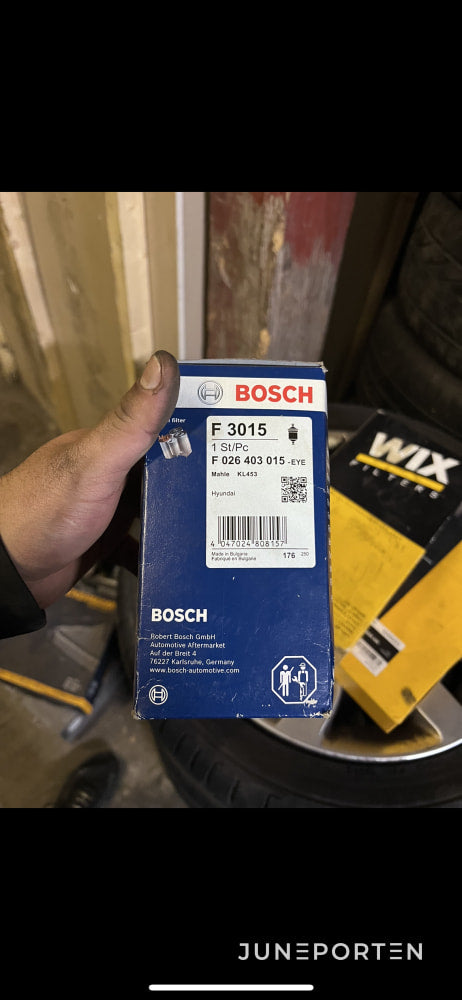 BOSCH
filter
F 3015
1 St/Pc
F 026 403 015 -EYE
Mahle KL453
Hyundai
4 047024 808157
Made in Bulgaria
Fabriqué en Bulgarie
176 250
BOSCH
Robert Bosch GmbH
Automotive Aftermarket
Auf der Breit 4
76227 Karlsruhe, Germany
www.bosch-automotive.com
WIX
FILTERS
JUNEPORTEN